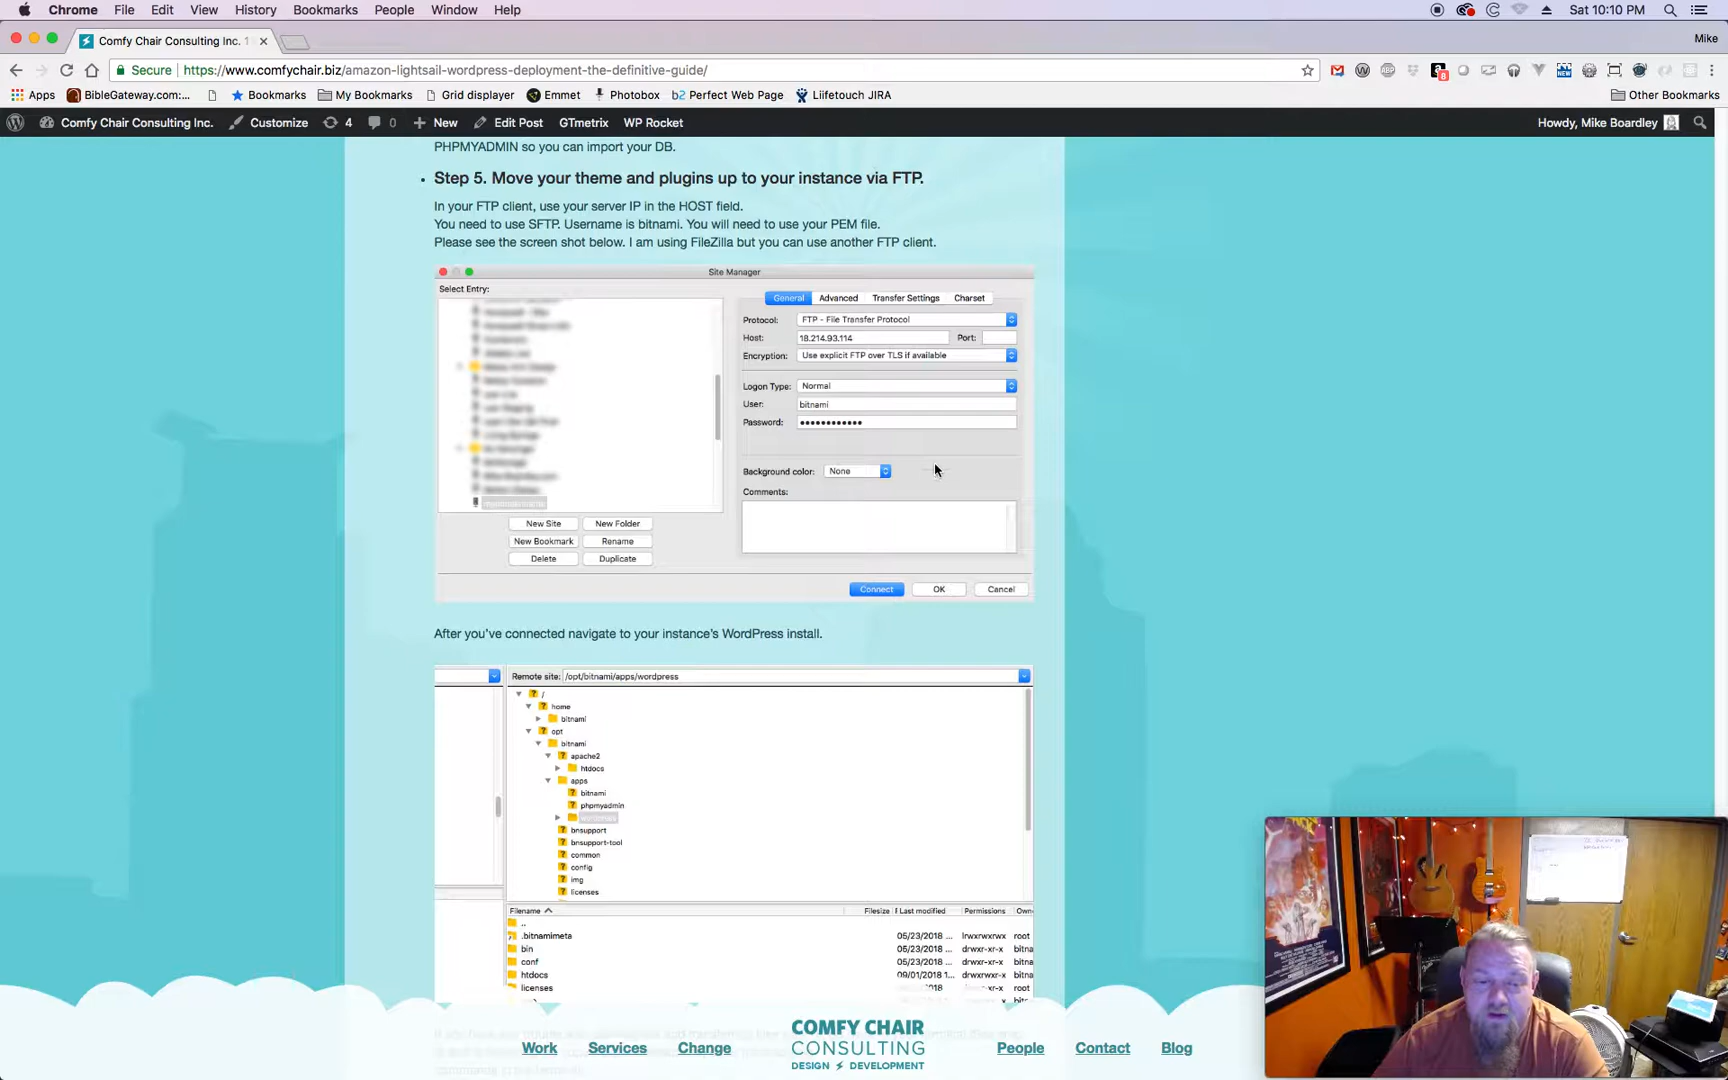 Chrome File Edit View History Bookmarks People Window Help Sat 10:10 PM
Comfy Chair Consulting Inc. Mike
Secure https://www.comfychair.biz/amazon-lightsail-wordpress-deployment-the-definitive-guide/
8
Apps BibleGateway.com:... Bookmarks My Bookmarks Grid displayer Emmet Photobox b2 Perfect Web Page Liifetouch JIRA Other Bookmarks
Comfy Chair Consulting Inc. Customize 4 0 + New Edit Post GTmetrix WP Rocket Howdy, Mike Boardley
PHPMYADMIN so you can import your DB.
• Step 5. Move your theme and plugins up to your instance via FTP.
In your FTP client, use your server IP in the HOST field.
You need to use SFTP. Username is bitnami. You will need to use your PEM file.
Please see the screen shot below. I am using FileZilla but you can use another FTP client.
Site Manager
Select Entry:
General Advanced Transfer Settings Charset
Protocol: FTP - File Transfer Protocol
Host: 18.214.93.114 Port:
Encryption: Use explicit FTP over TLS if available
Logon Type: Normal
User: bitnami
Password: ••••••••••••
Background color: None
Comments:
New Site New Folder
New Bookmark Rename
Delete Duplicate
Connect OK Cancel
After you've connected navigate to your instance's WordPress install.
Remote site: /opt/bitnami/apps/wordpress
/
home
bitnami
opt
bitnami
apache2
htdocs
apps
bitnami
phpmyadmin
wordpress
bnsupport
bnsupport-tool
common
config
img
licenses
Filename Filesize Last modified Permissions
..
.bitnamimeta 05/23/2018 ... lrwxrwxrwx root
bin 05/23/2018 ... drwxr-xr-x bitna
conf 05/23/2018 ... drwxr-xr-x bitna
htdocs 09/01/2018 1... drwxrwxr-x bitna
licenses 2018 ... drwxr-xr-x root
Work Services Change COMFY CHAIR People Contact Blog
CONSULTING
DESIGN DEVELOPMENT